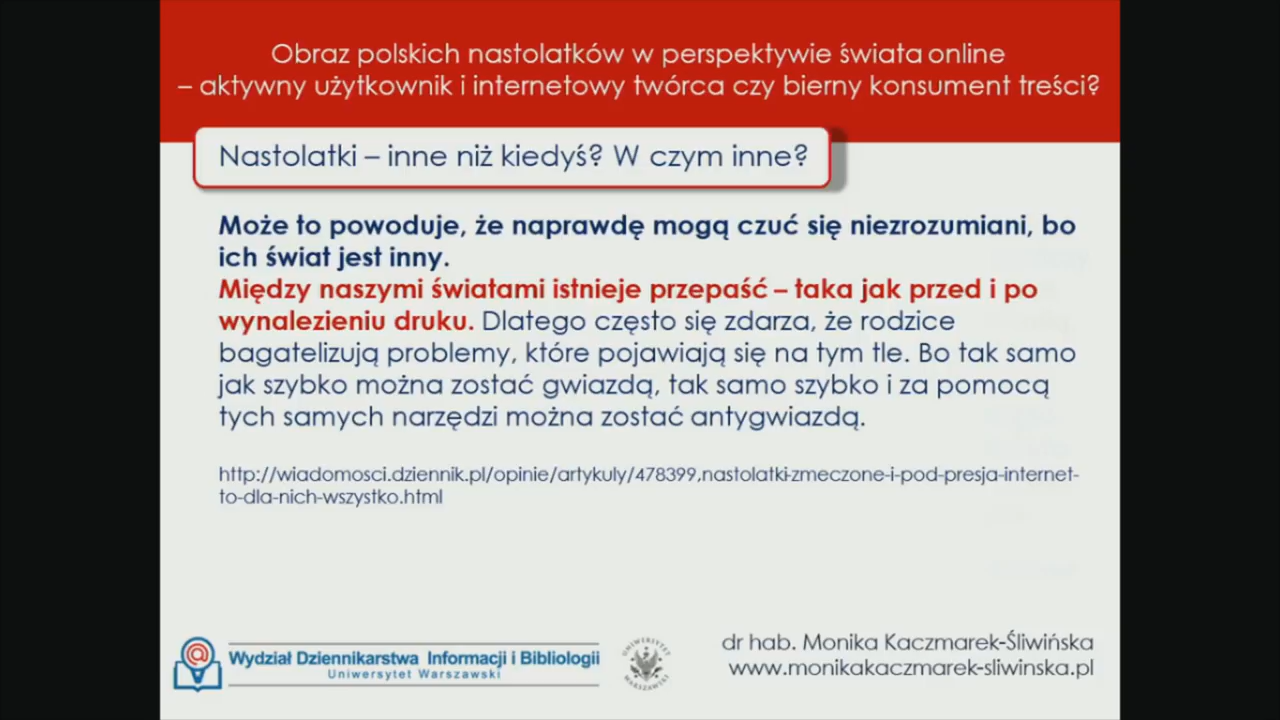 Obraz polskich nastolatków w perspektywie świata online
– aktywny użytkownik i internetowy twórca czy bierny konsument treści?
Nastolatki – inne niż kiedyś? W czym inne?
Może to powoduje, że naprawdę mogą czuć się niezrozumiani, bo
ich świat jest inny.
Między naszymi światami istnieje przepaść – taka jak przed i po
wynalezieniu druku. Dlatego często się zdarza, że rodzice
bagatelizują problemy, które pojawiają się na tym tle. Bo tak samo
jak szybko można zostać gwiazdą, tak samo szybko i za pomocą
tych samych narzędzi można zostać antygwiazdą.
http://wiadomosci.dziennik.pl/opinie/artykuly/478399,nastolatki-zmeczone-i-pod-presja-internet-
to-dla-nich-wszystko.html
Wydział Dziennikarstwa Informacji i Bibliologii
Uniwersytet Warszawski
UNIWERSYTET
WARSZAWSKI
dr hab. Monika Kaczmarek-Śliwińska
www.monikakaczmarek-sliwinska.pl